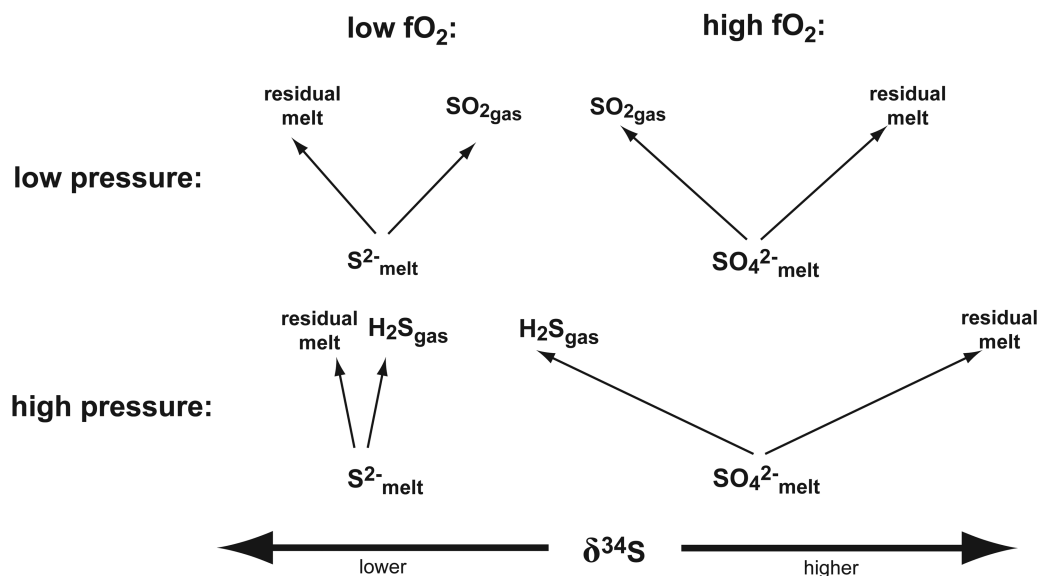 low fO₂: high fO₂:
residual melt SO₂gas SO₂gas residual melt
low pressure:
S²⁻melt SO₄²⁻melt
residual melt H₂Sgas H₂Sgas residual melt
high pressure:
S²⁻melt SO₄²⁻melt
δ³⁴S
lower higher